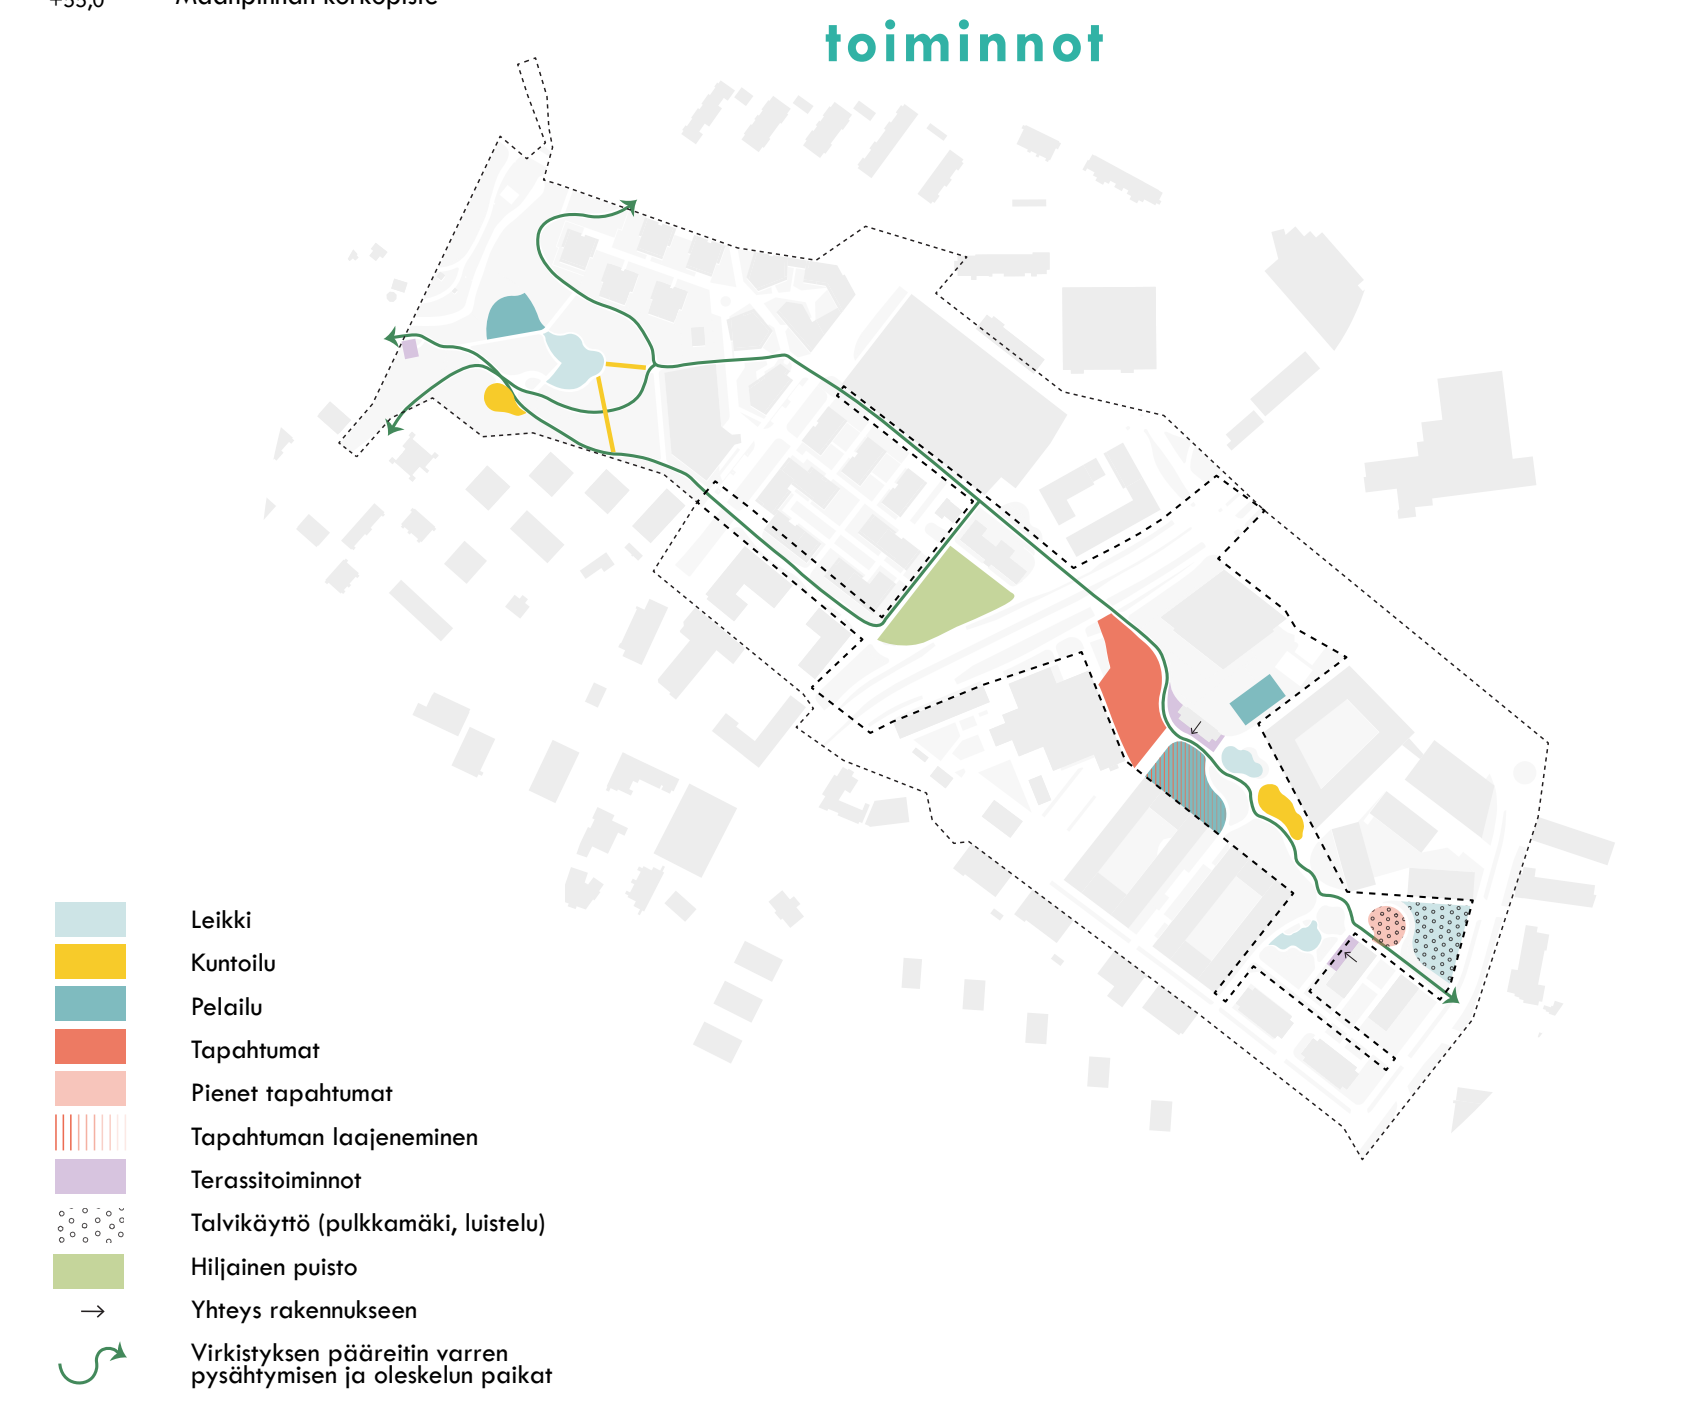 toiminnot
Leikki
Kuntoilu
Pelailu
Tapahtumat
Pienet tapahtumat
Tapahtuman laajeneminen
Terassitoiminnot
Talvikäyttö (pulkkamäki, luistelu)
Hiljainen puisto
Yhteys rakennukseen
Virkistyksen pääreitin varren
pysähtymisen ja oleskelun paikat